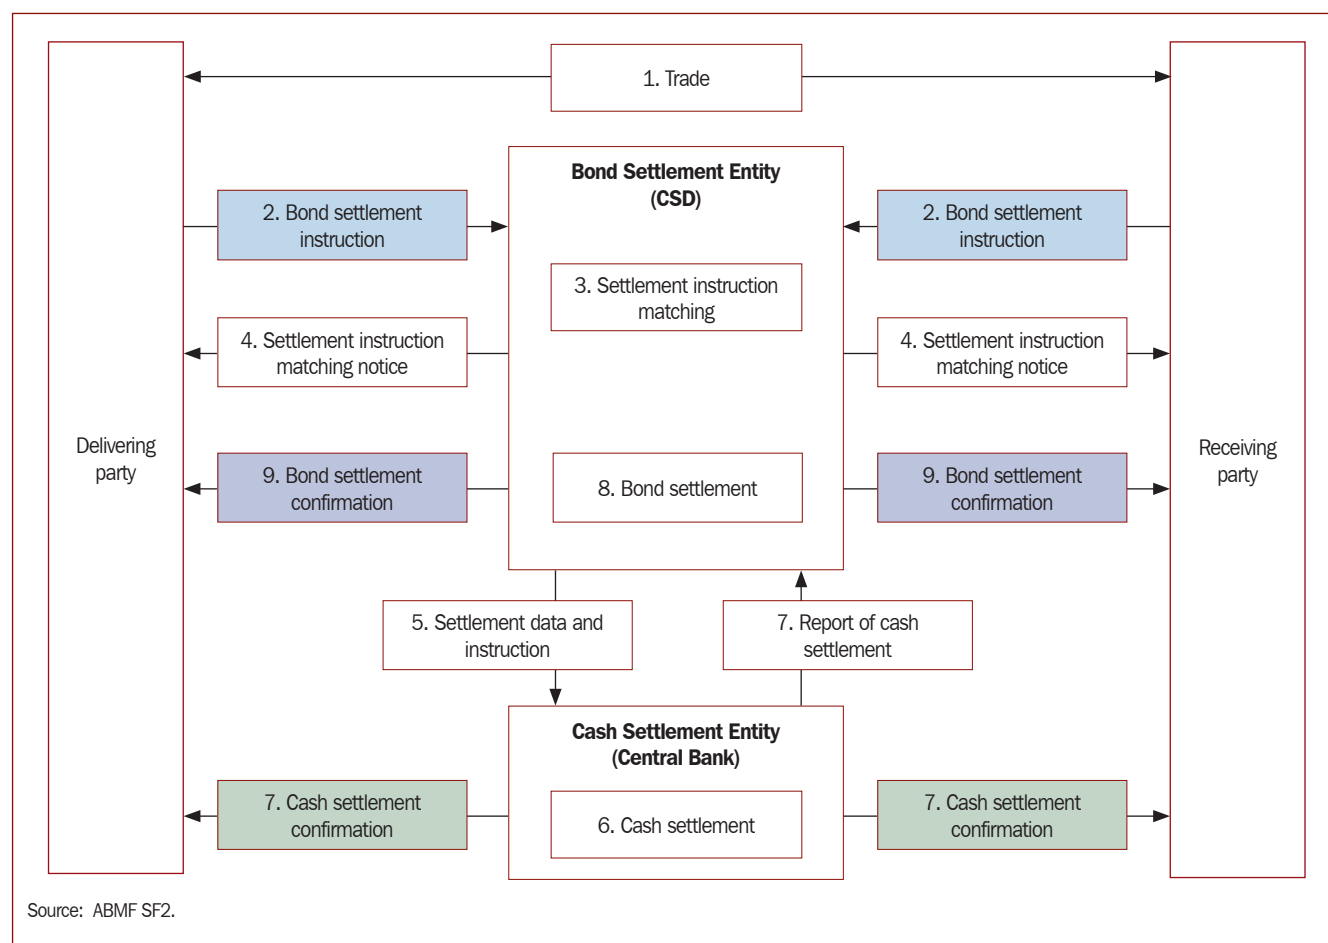 1. Trade
Bond Settlement Entity
(CSD)
2. Bond settlement
instruction
2. Bond settlement
instruction
3. Settlement instruction
matching
4. Settlement instruction
matching notice
4. Settlement instruction
matching notice
Delivering
party
Receiving
party
9. Bond settlement
confirmation
8. Bond settlement
9. Bond settlement
confirmation
5. Settlement data and
instruction
7. Report of cash
settlement
Cash Settlement Entity
(Central Bank)
7. Cash settlement
confirmation
6. Cash settlement
7. Cash settlement
confirmation
Source: ABMF SF2.